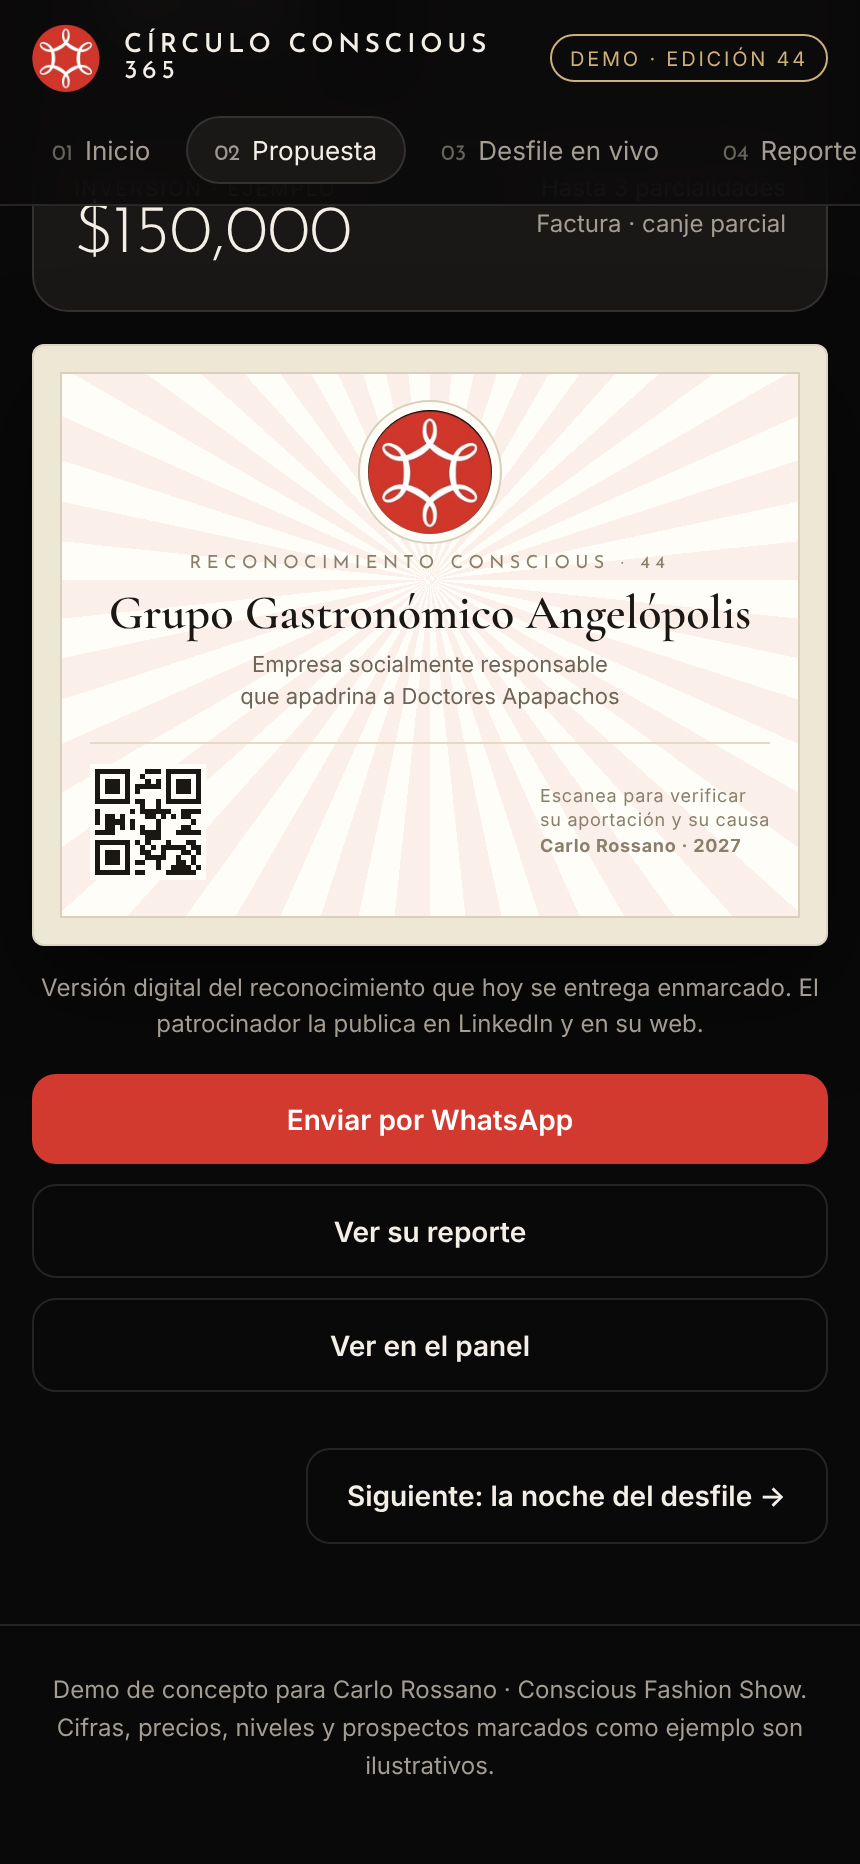 CÍRCULO CONSCIOUS
365
DEMO · EDICIÓN 44
01 Inicio
02 Propuesta
03 Desfile en vivo
04 Reporte
INVERSIÓN · EJEMPLO
Hasta 3 parcialidades
$150,000
Factura · canje parcial
RECONOCIMIENTO CONSCIOUS · 44
Grupo Gastronómico Angelópolis
Empresa socialmente responsable
que apadrina a Doctores Apapachos
Escanea para verificar
su aportación y su causa
Carlo Rossano · 2027
Versión digital del reconocimiento que hoy se entrega enmarcado. El
patrocinador la publica en LinkedIn y en su web.
Enviar por WhatsApp
Ver su reporte
Ver en el panel
Siguiente: la noche del desfile →
Demo de concepto para Carlo Rossano · Conscious Fashion Show.
Cifras, precios, niveles y prospectos marcados como ejemplo son
ilustrativos.